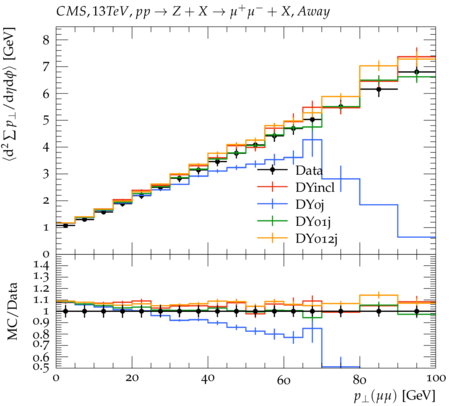 CMS, 13TeV, pp → Z + X → μ⁺μ⁻ + X, Away
⟨d² ∑ p⊥/dηdϕ⟩ [GeV]
8
7
6
5
4
3
2
1
0
Data
DYincl
DY0j
DY01j
DY012j
MC/Data
1.4
1.3
1.2
1.1
1
0.9
0.8
0.7
0.6
0.5
0 20 40 60 80 100
p⊥(μμ) [GeV]